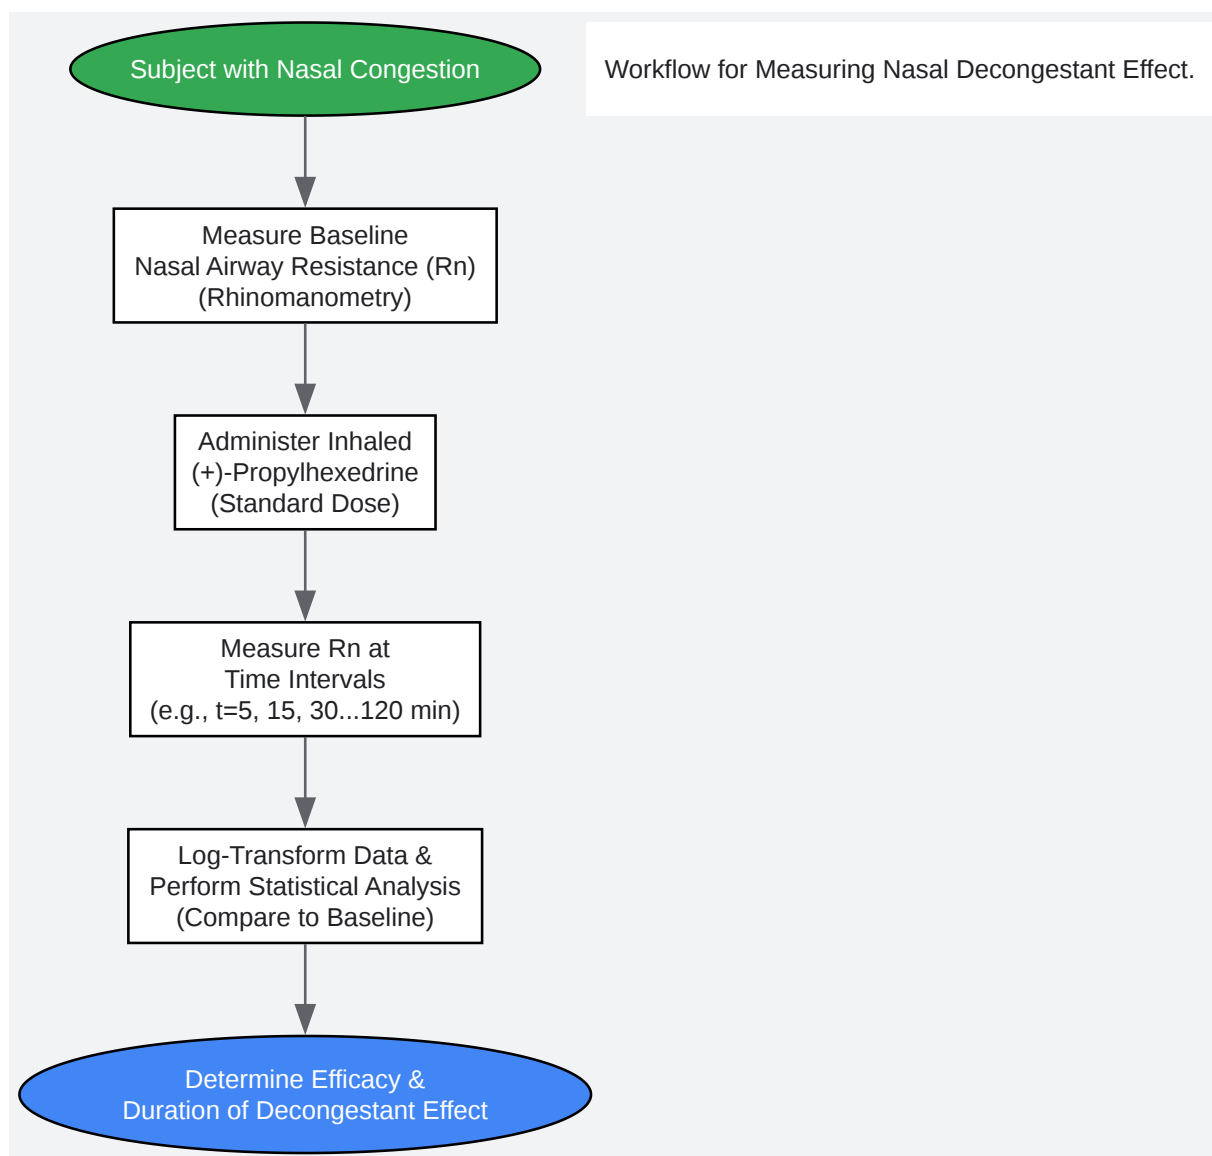 Subject with Nasal Congestion
Workflow for Measuring Nasal Decongestant Effect.
Measure Baseline
Nasal Airway Resistance (Rn)
(Rhinomanometry)
Administer Inhaled
(+)-Propylhexedrine
(Standard Dose)
Measure Rn at
Time Intervals
(e.g., t=5, 15, 30...120 min)
Log-Transform Data &
Perform Statistical Analysis
(Compare to Baseline)
Determine Efficacy &
Duration of Decongestant Effect